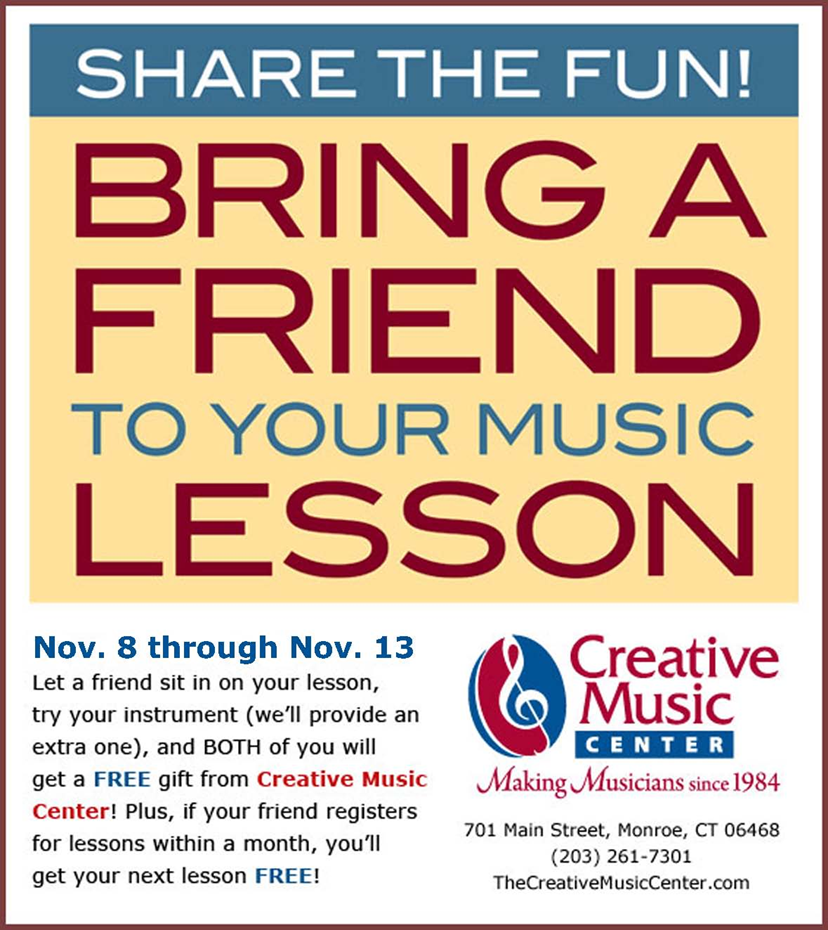 SHARE THE FUN!
BRING A
FRIEND
TO YOUR MUSIC
LESSON
Nov. 8 through Nov. 13
Let a friend sit in on your lesson,
try your instrument (we'll provide an
extra one), and BOTH of you will
get a FREE gift from Creative Music
Center! Plus, if your friend registers
for lessons within a month, you'll
get your next lesson FREE!
Creative
Music
CENTER
Making Musicians since 1984
701 Main Street, Monroe, CT 06468
(203) 261-7301
TheCreativeMusicCenter.com